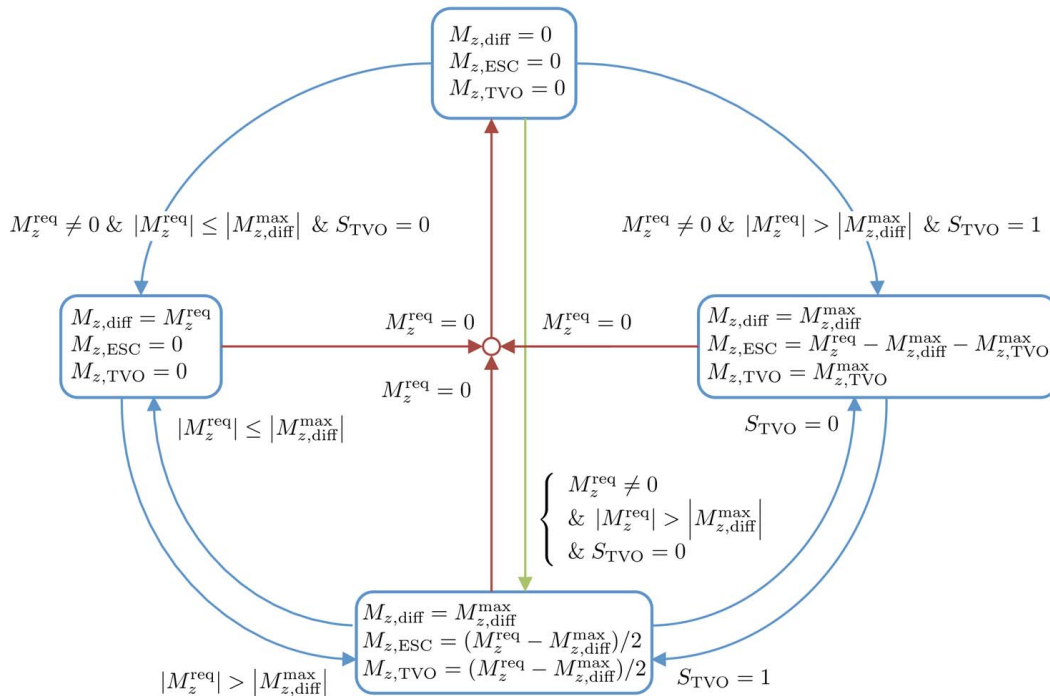 M_{z,diff} = 0
M_{z,ESC} = 0
M_{z,TVO} = 0
M_z^{req} ≠ 0 & |M_z^{req}| ≤ |M_{z,diff}^{max}| & S_{TVO} = 0
M_z^{req} ≠ 0 & |M_z^{req}| > |M_{z,diff}^{max}| & S_{TVO} = 1
M_{z,diff} = M_z^{req}
M_{z,ESC} = 0
M_{z,TVO} = 0
M_z^{req} = 0
M_z^{req} = 0
M_z^{req} = 0
M_{z,diff} = M_{z,diff}^{max}
M_{z,ESC} = M_z^{req} − M_{z,diff}^{max} − M_{z,TVO}^{max}
M_{z,TVO} = M_{z,TVO}^{max}
|M_z^{req}| ≤ |M_{z,diff}^{max}|
S_{TVO} = 0
M_z^{req} ≠ 0
& |M_z^{req}| > |M_{z,diff}^{max}|
& S_{TVO} = 0
M_{z,diff} = M_{z,diff}^{max}
M_{z,ESC} = (M_z^{req} − M_{z,diff}^{max})/2
M_{z,TVO} = (M_z^{req} − M_{z,diff}^{max})/2
|M_z^{req}| > |M_{z,diff}^{max}|
S_{TVO} = 1